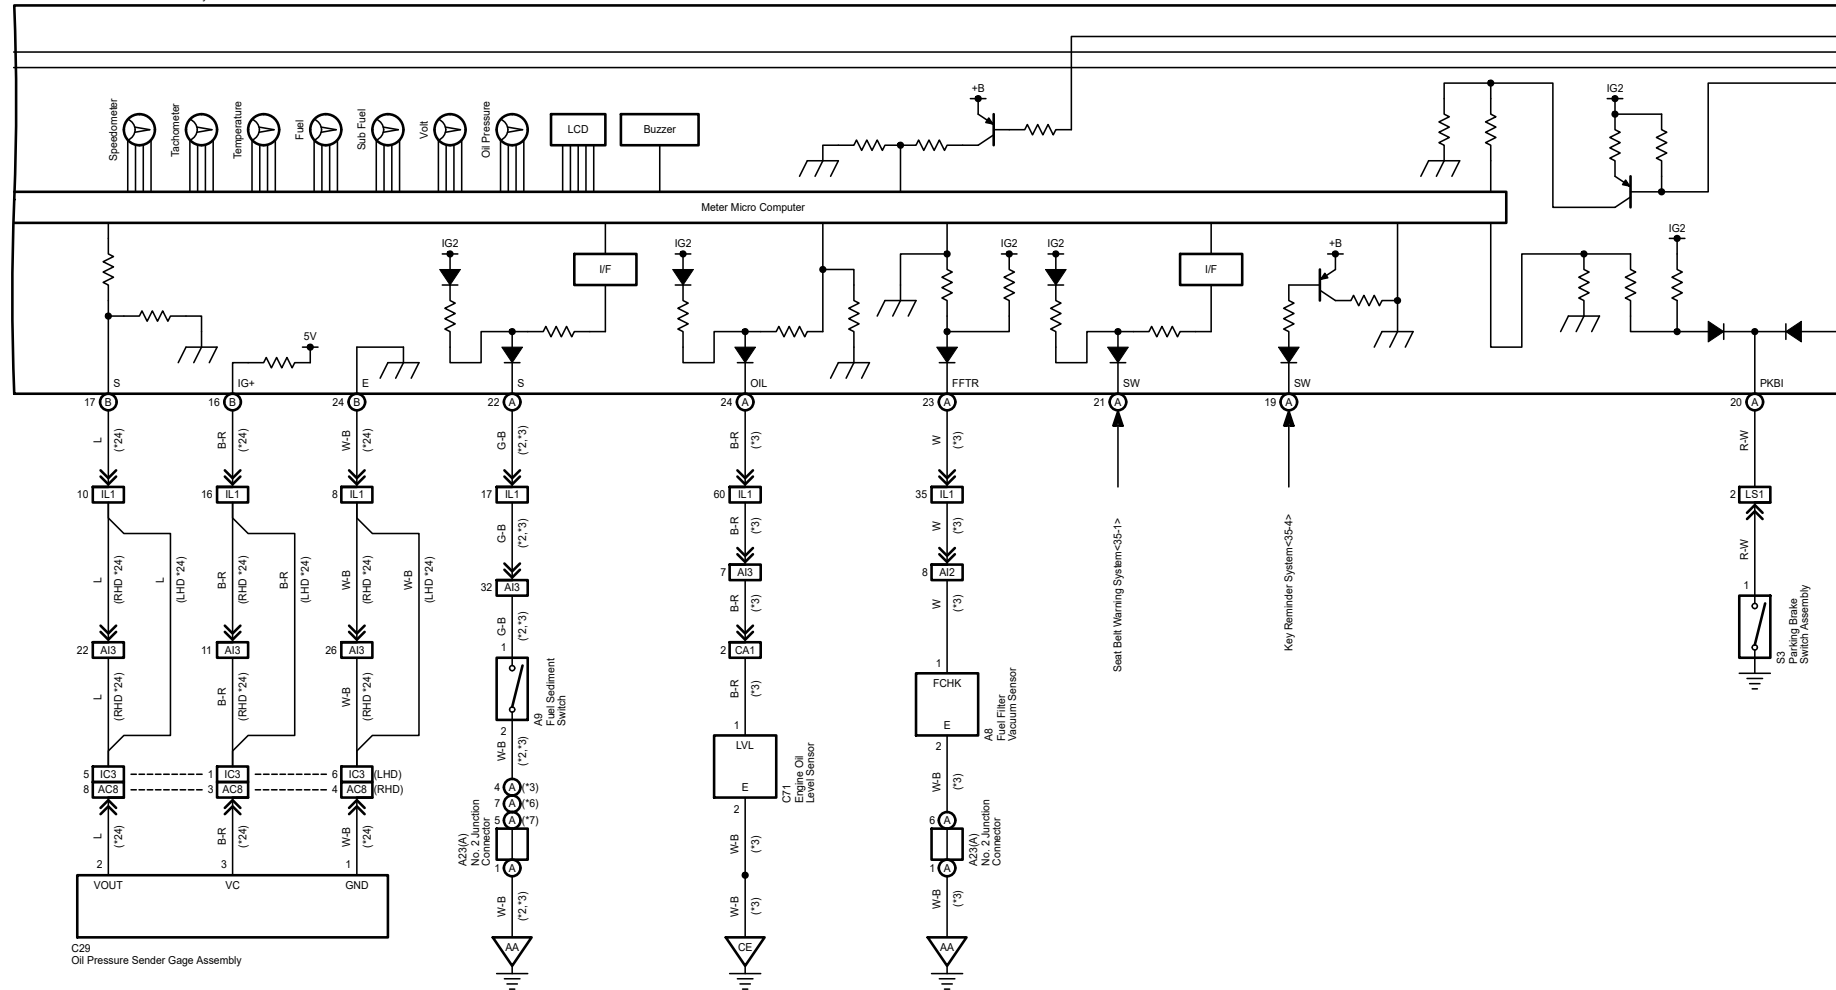 Speedometer
Tachometer
Temperature
Fuel
Sub Fuel
Volt
Oil Pressure
LCD
Buzzer
+B
IG2
Meter Micro Computer
IG2
I/F
IG2
IG2
IG2
I/F
+B
IG2
5V
S
IG+
E
S
OIL
FFTR
SW
SW
PKBI
17 B
16 B
24 B
22 A
24 A
23 A
21 A
19 A
20 A
L
(*24)
B-R
(*24)
W-B
(*24)
G-B
(*2,*3)
B-R
(*3)
W
(*3)
R-W
10 IL1
16 IL1
8 IL1
17 IL1
60 IL1
35 IL1
2 LS1
L
(RHD *24)
L
(LHD *24)
B-R
(RHD *24)
B-R
(LHD *24)
W-B
(RHD *24)
W-B
(LHD *24)
G-B
(*2,*3)
B-R
(*3)
W
(*3)
Seat Belt Warning System<35-1>
Key Reminder System<35-4>
R-W
32 AI3
7 AI3
8 AI2
G-B
(*2,*3)
B-R
(*3)
W
(*3)
1
S3
Parking Brake
Switch Assembly
22 AI3
11 AI3
26 AI3
2 CA1
L
(RHD *24)
B-R
(RHD *24)
W-B
(RHD *24)
1
A9
Fuel Sediment
Switch
2
B-R
(*3)
1
FCHK
E
2
A8
Fuel Filter
Vacuum Sensor
W-B
(*2,*3)
1
LVL
E
2
C71
Engine Oil
Level Sensor
W-B
(*3)
5 IC3
1 IC3
6 IC3 (LHD)
8 AC8
3 AC8
4 AC8 (RHD)
4 A (*3)
7 A (*6)
5 A (*7)
A23(A)
No. 2 Junction
Connector
1 A
6 A
A23(A)
No. 2 Junction
Connector
1 A
L
(*24)
B-R
(*24)
W-B
(*24)
W-B
(*3)
2
3
1
VOUT
VC
GND
W-B
(*2,*3)
W-B
(*3)
W-B
(*3)
AA
CE
AA
C29
Oil Pressure Sender Gage Assembly